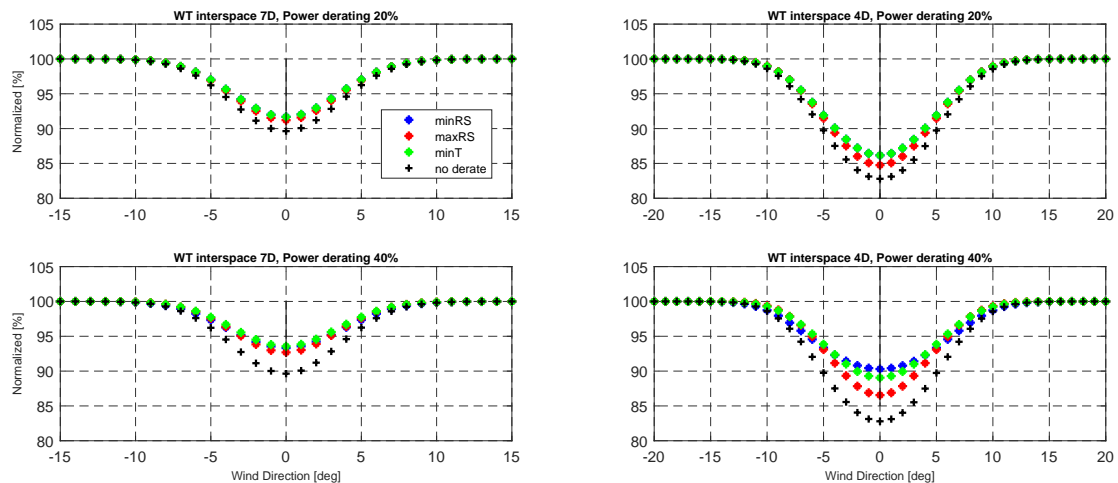 WT interspace 7D, Power derating 20%
105
100
95
90
85
80
Normalized [%]
-15 -10 -5 0 5 10 15
minRS
maxRS
minT
no derate
WT interspace 4D, Power derating 20%
105
100
95
90
85
80
-20 -15 -10 -5 0 5 10 15 20
WT interspace 7D, Power derating 40%
105
100
95
90
85
80
Normalized [%]
-15 -10 -5 0 5 10 15
Wind Direction [deg]
WT interspace 4D, Power derating 40%
105
100
95
90
85
80
-20 -15 -10 -5 0 5 10 15 20
Wind Direction [deg]